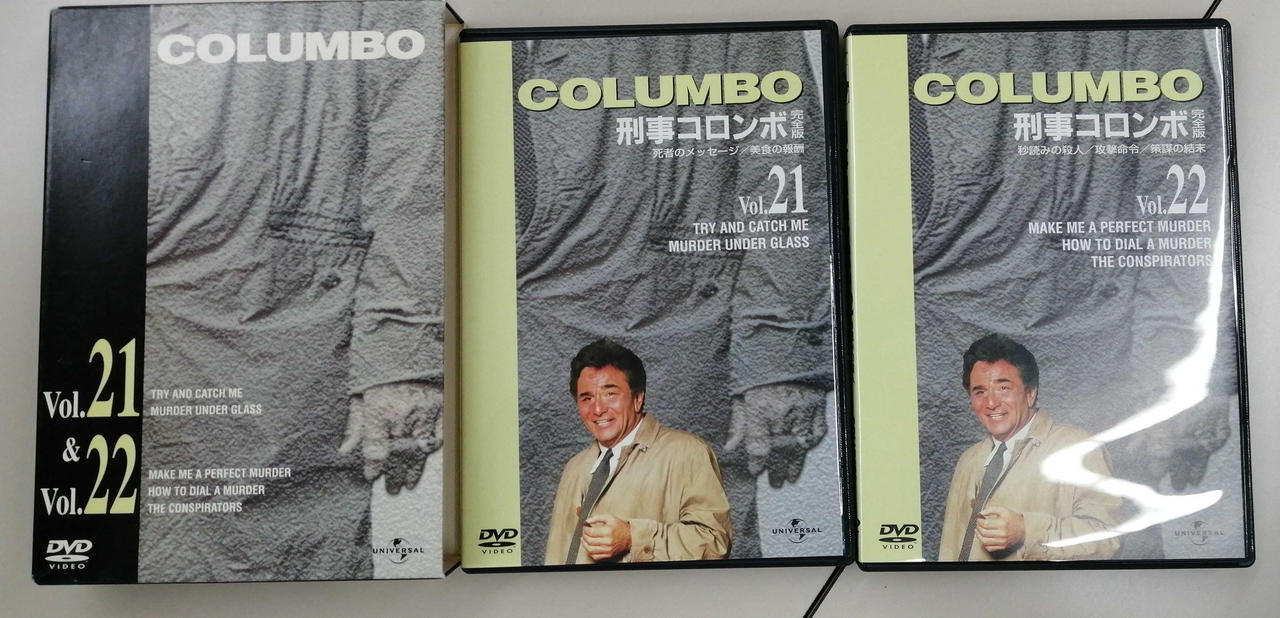 COLUMBO
Vol.21
&
Vol.22
TRY AND CATCH ME
MURDER UNDER GLASS
MAKE ME A PERFECT MURDER
HOW TO DIAL A MURDER
THE CONSPIRATORS
DVD
VIDEO
UNIVERSAL
COLUMBO
刑事コロンボ 完全版
死者のメッセージ/美食の報酬
Vol.21
TRY AND CATCH ME
MURDER UNDER GLASS
DVD
VIDEO
UNIVERSAL
COLUMBO
刑事コロンボ 完全版
秒読みの殺人/攻撃命令/策謀の結末
Vol.22
MAKE ME A PERFECT MURDER
HOW TO DIAL A MURDER
THE CONSPIRATORS
DVD
VIDEO
UNIVERSAL